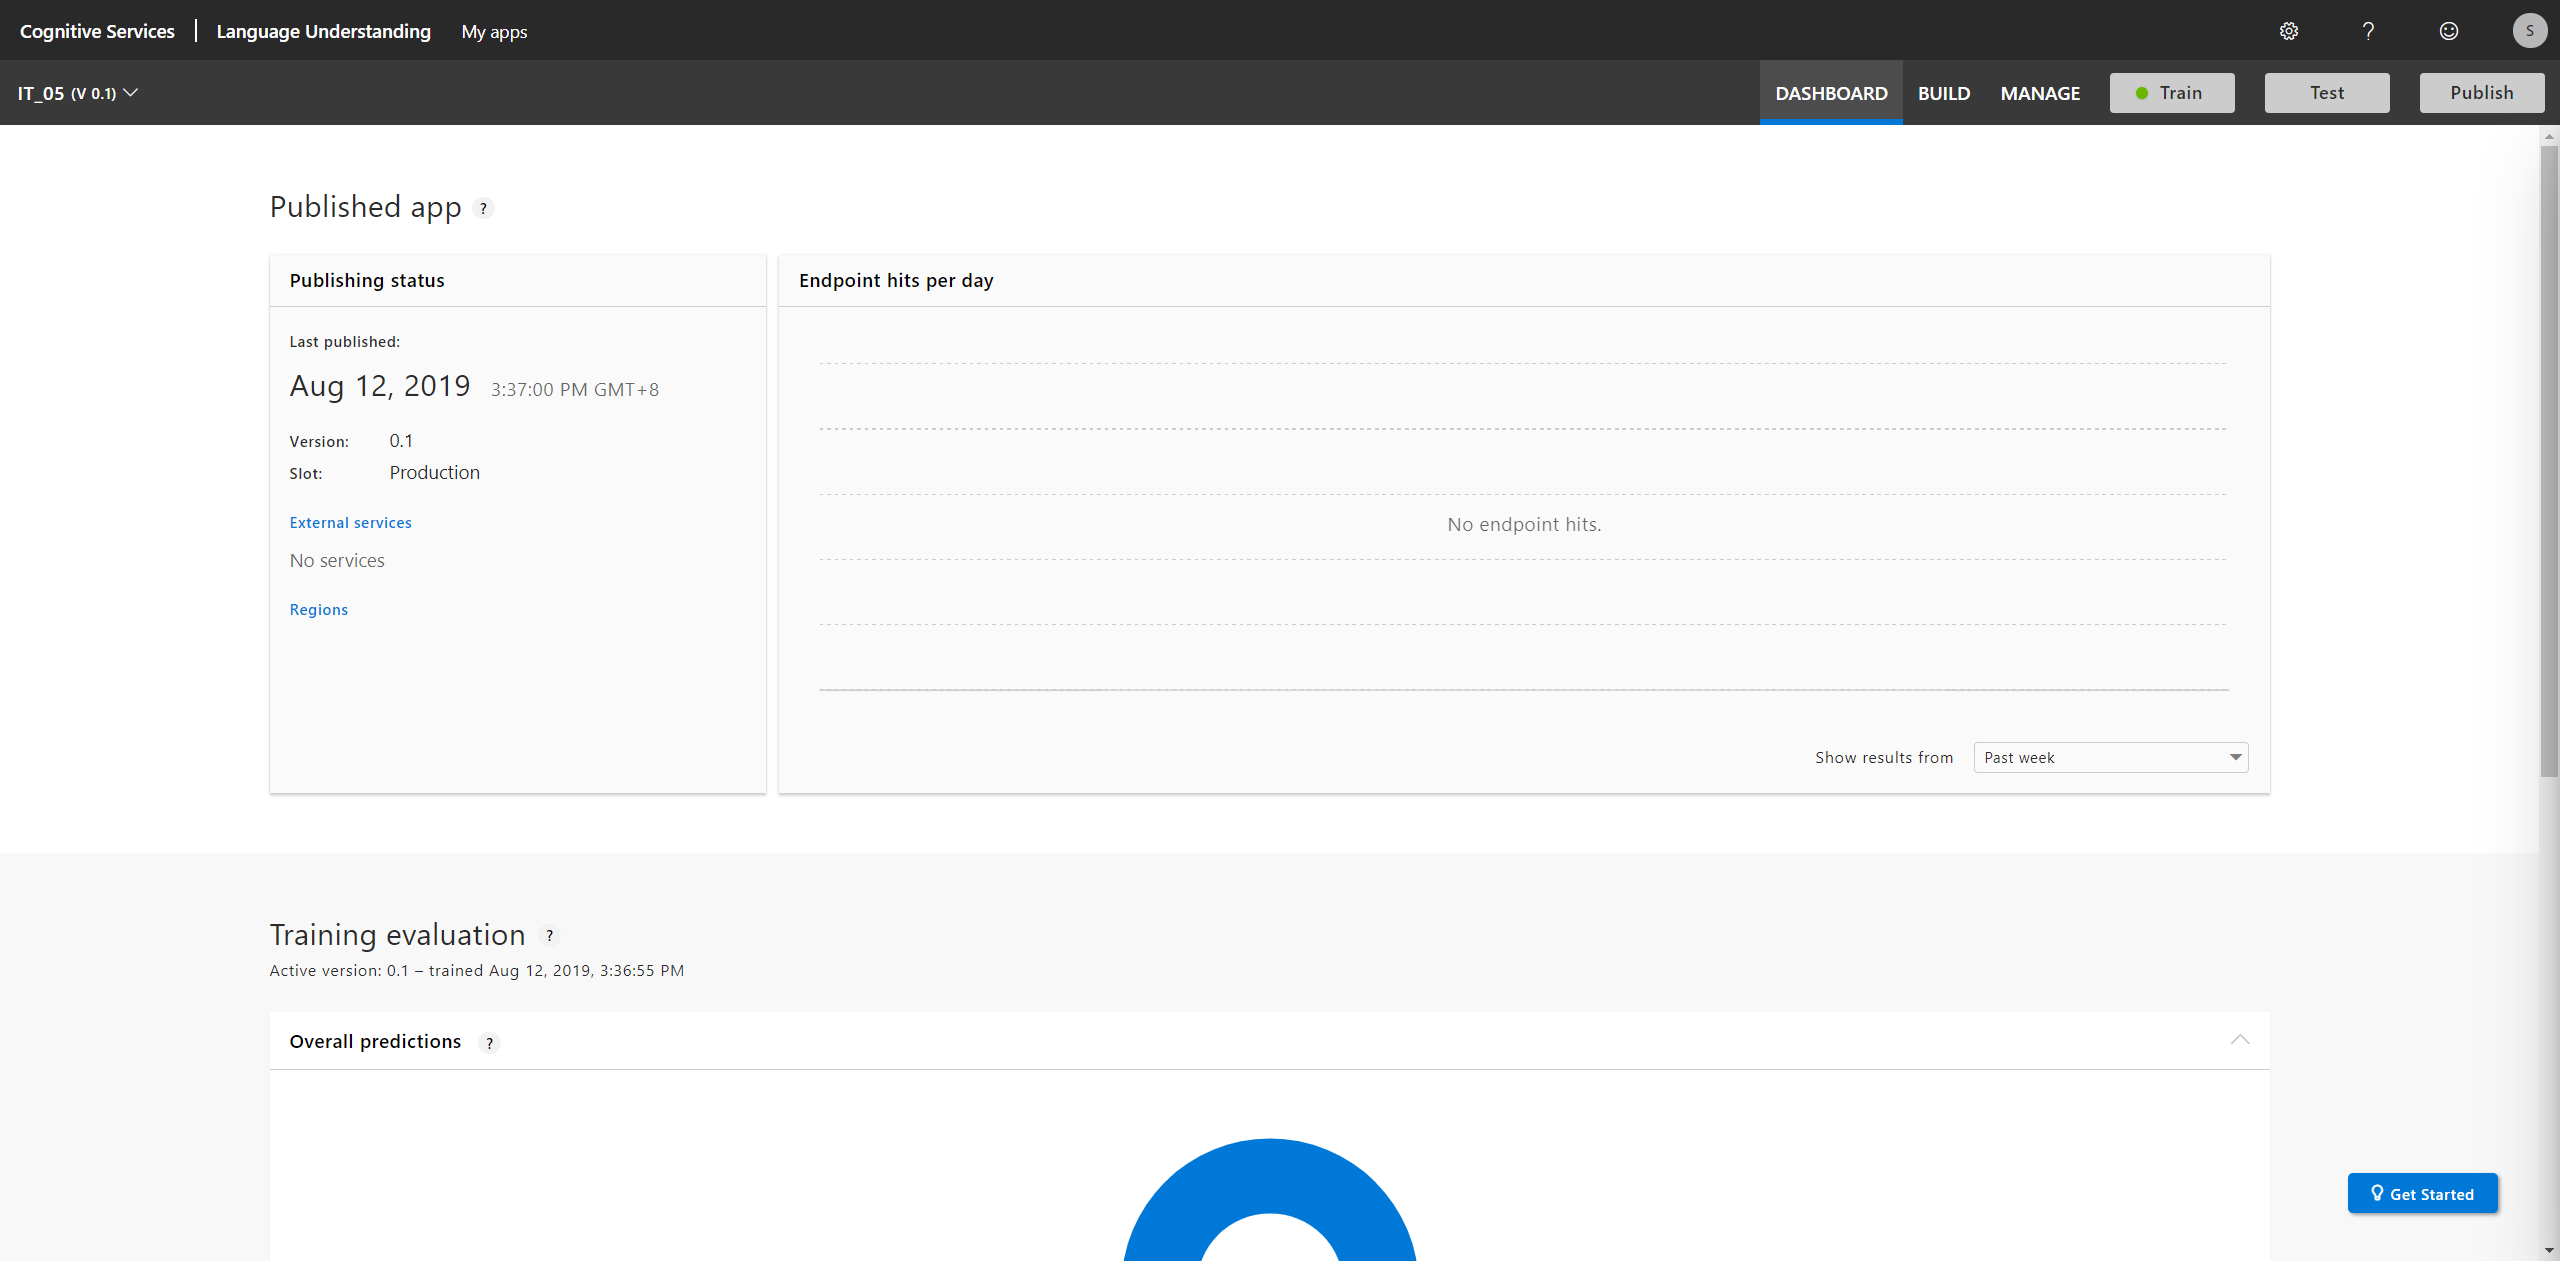 Cognitive Services Language Understanding My apps
S
IT_05 (V 0.1) DASHBOARD BUILD MANAGE Train Test Publish
Published app ?
Publishing status
Last published:
Aug 12, 2019 3:37:00 PM GMT+8
Version: 0.1
Slot: Production
External services
No services
Regions
Endpoint hits per day
No endpoint hits.
Show results from Past week
Training evaluation ?
Active version: 0.1 – trained Aug 12, 2019, 3:36:55 PM
Overall predictions ?
Get Started